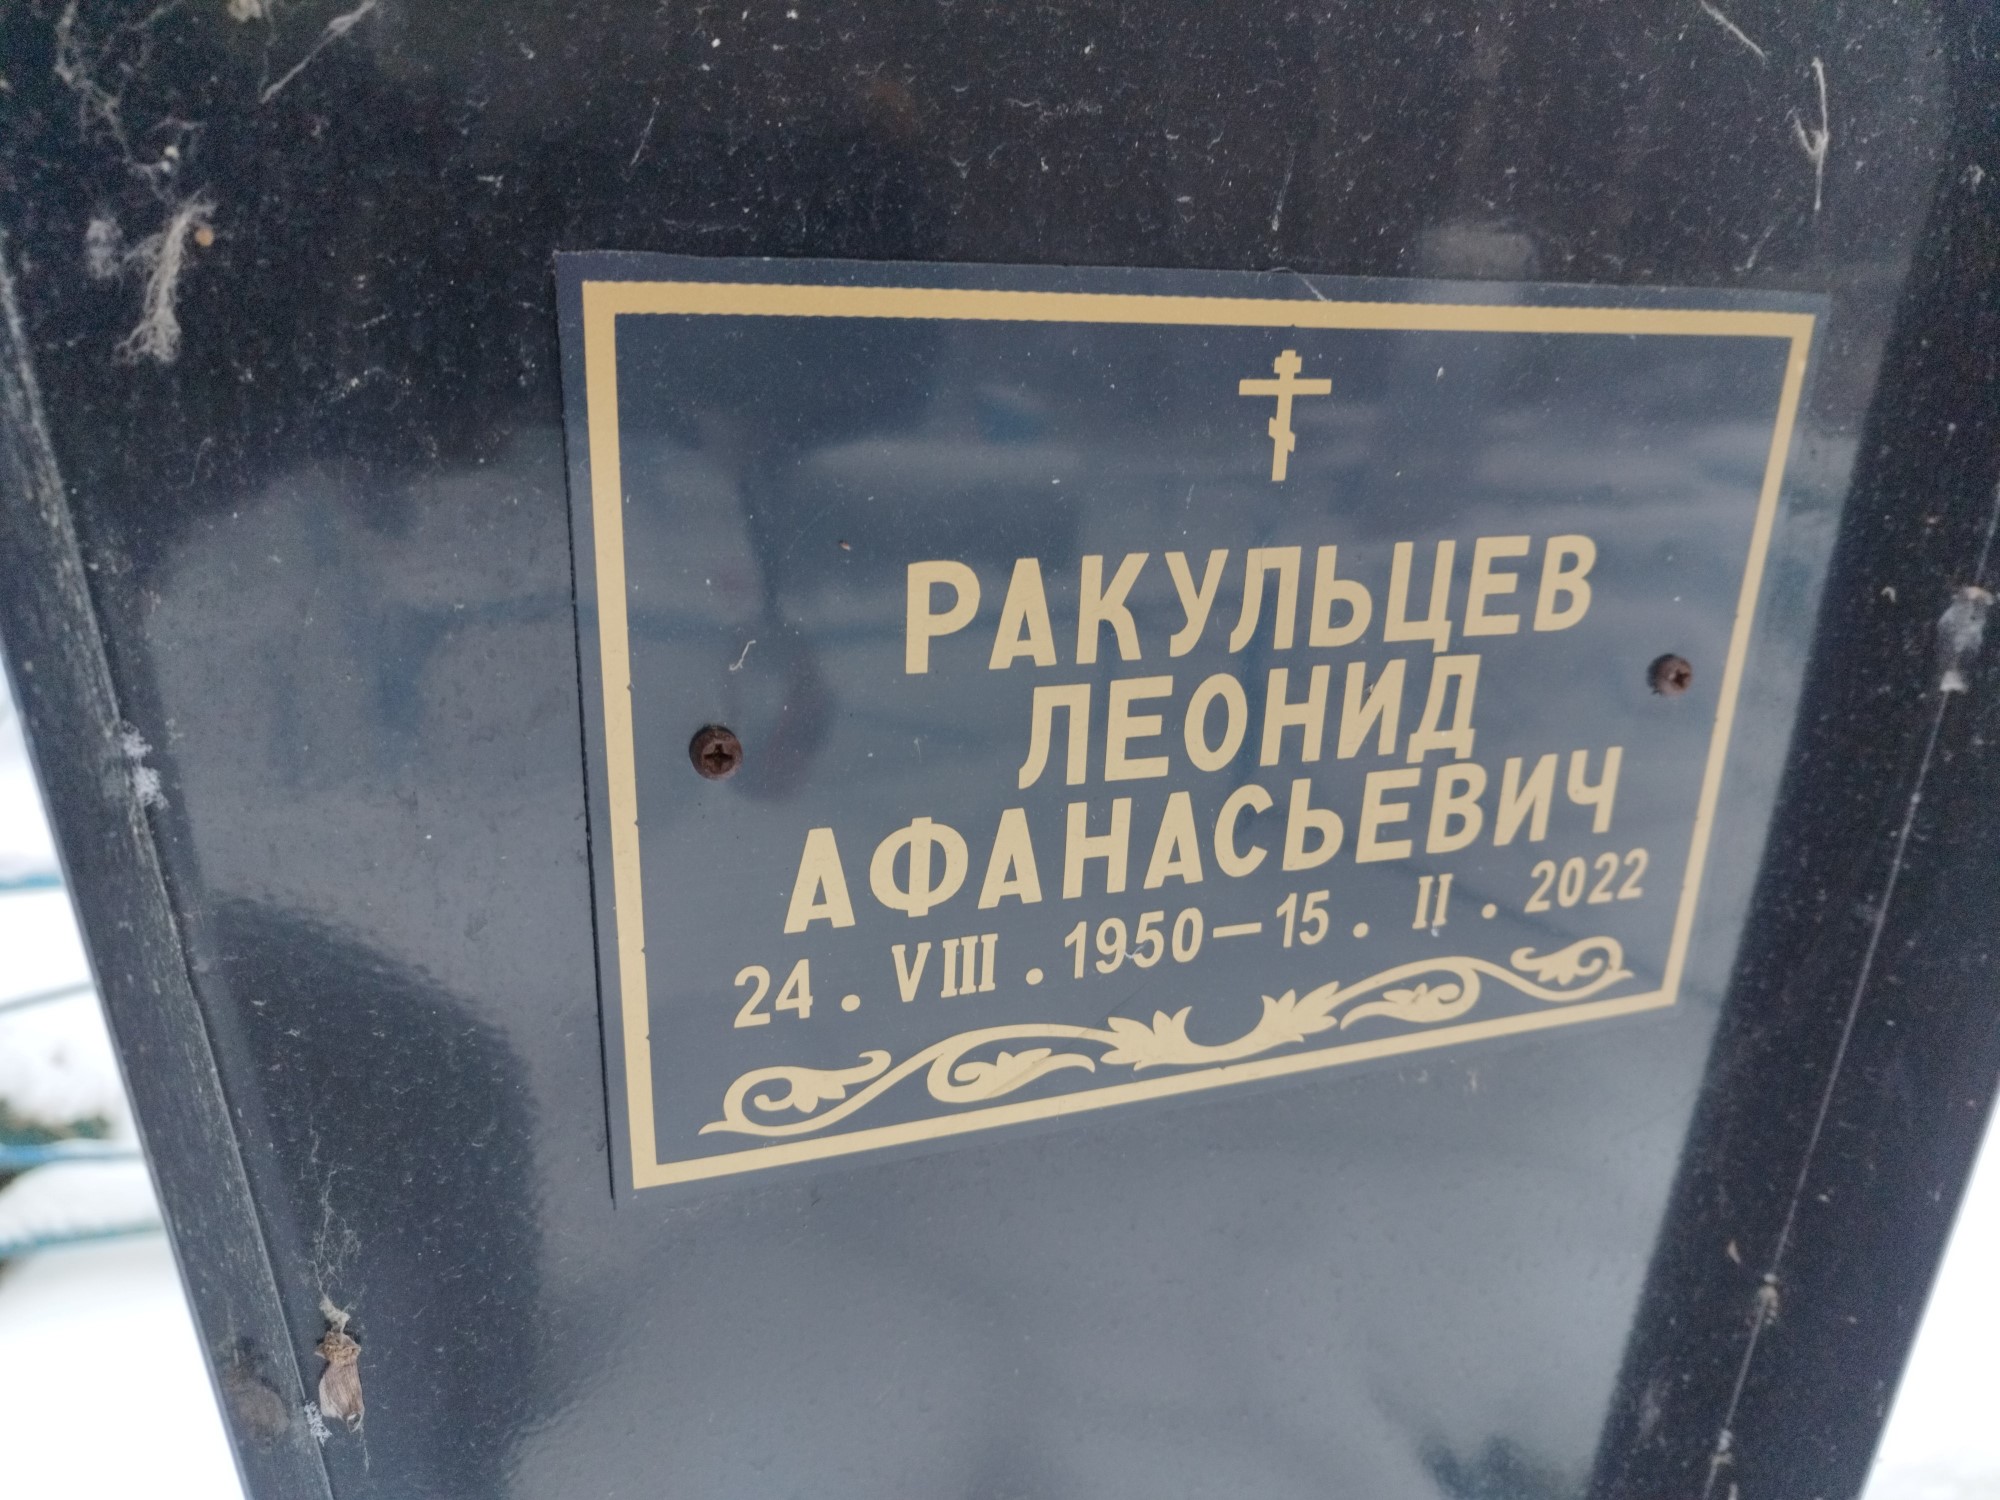 РАКУЛЬЦЕВ
ЛЕОНИД
АФАНАСЬЕВИЧ
24 . VIII . 1950 — 15 . II . 2022